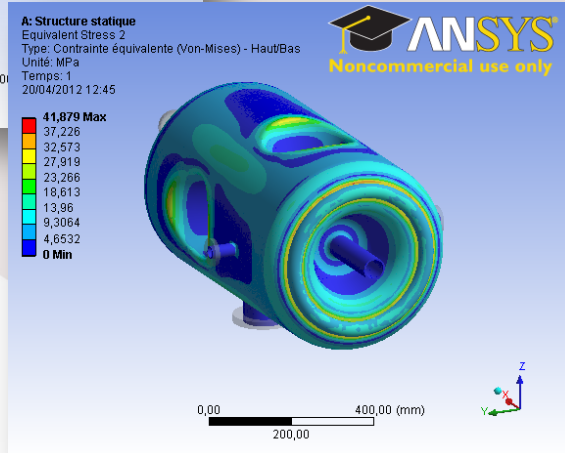 A: Structure statique
Equivalent Stress 2
Type: Contrainte équivalente (Von-Mises) - Haut/Bas
Unité: MPa
Temps: 1
20/04/2012 12:45
41,879 Max
37,226
32,573
27,919
23,266
18,613
13,96
9,3064
4,6532
0 Min
ANSYS
Noncommercial use only
0,00 400,00 (mm)
200,00
Z
X
Y